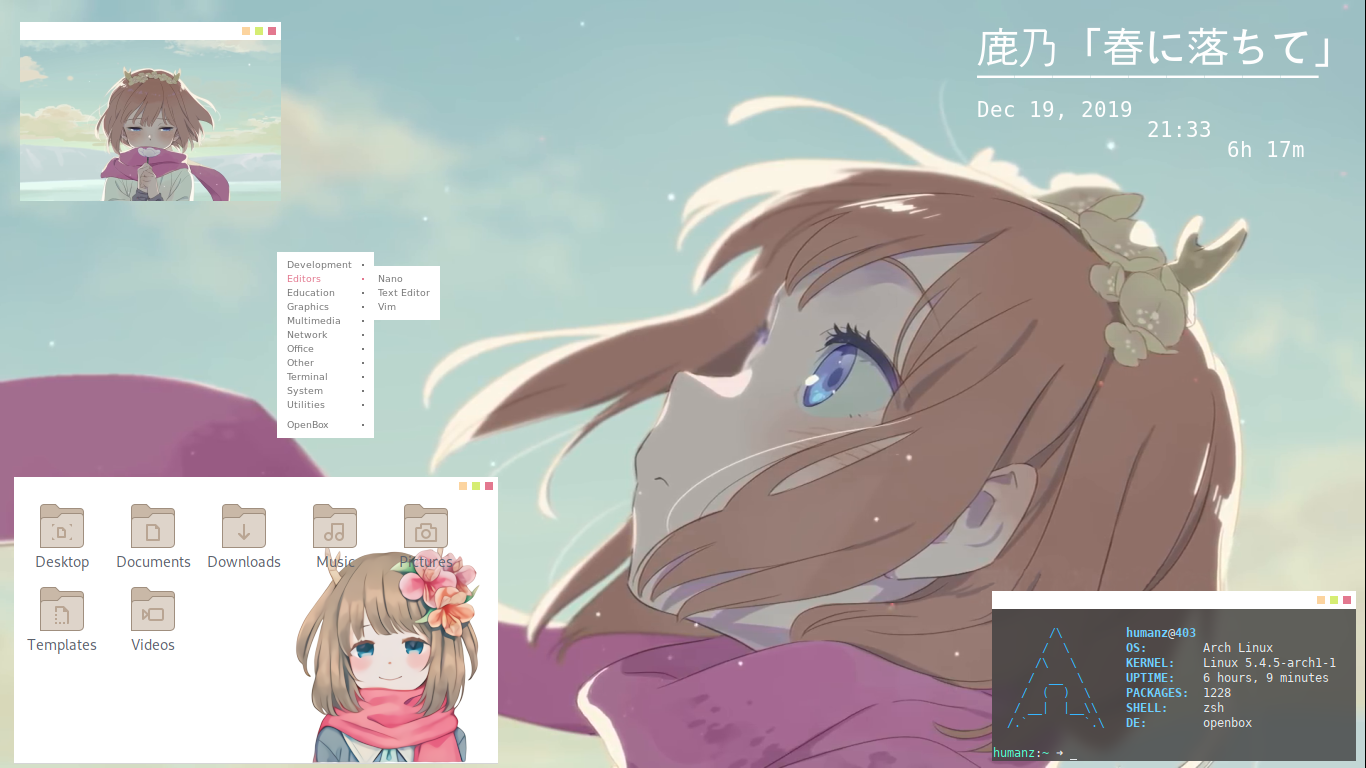 鹿乃「春に落ちて」
Dec 19, 2019
21:33
6h 17m
Development
Editors
Education
Graphics
Multimedia
Network
Office
Other
Terminal
System
Utilities
OpenBox
Nano
Text Editor
Vim
Desktop Documents Downloads Music Pictures
Templates Videos
humanz@403
OS: Arch Linux
KERNEL: Linux 5.4.5-arch1-1
UPTIME: 6 hours, 9 minutes
PACKAGES: 1228
SHELL: zsh
DE: openbox
humanz:~ ➜ _